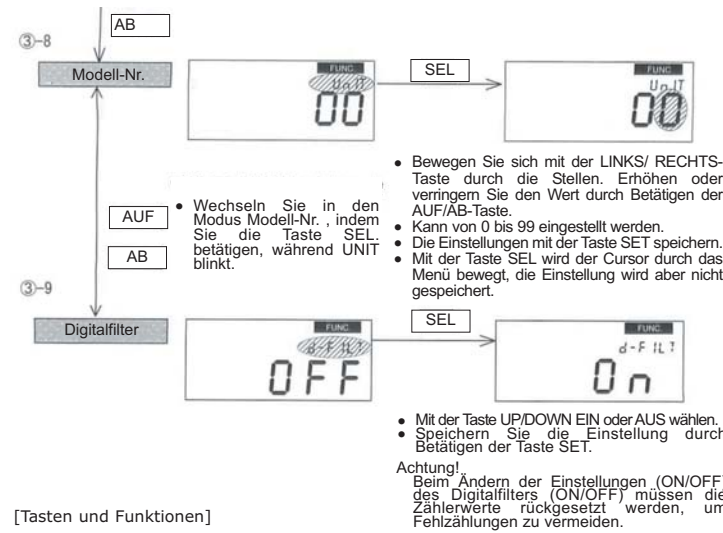 AB
③-8
Modell-Nr.
FUNC.
UnIT
00
SEL
FUNC.
UnIT
00
AUF
AB
• Wechseln Sie in den
Modus Modell-Nr. , indem
Sie die Taste SEL.
betätigen, während UNIT
blinkt.
• Bewegen Sie sich mit der LINKS/ RECHTS-
Taste durch die Stellen. Erhöhen oder
verringern Sie den Wert durch Betätigen der
AUF/AB-Taste.
• Kann von 0 bis 99 eingestellt werden.
• Die Einstellungen mit der Taste SET speichern.
• Mit der Taste SEL wird der Cursor durch das
Menü bewegt, die Einstellung wird aber nicht
gespeichert.
③-9
Digitalfilter
FUNC.
d-FILT
OFF
SEL
FUNC.
d-FILT
On
• Mit der Taste UP/DOWN EIN oder AUS wählen.
• Speichern Sie die Einstellung durch
Betätigen der Taste SET.
Achtung!
Beim Ändern der Einstellungen (ON/OFF)
des Digitalfilters (ON/OFF) müssen die
Zählerwerte rückgesetzt werden, um
Fehlzählungen zu vermeiden.
[Tasten und Funktionen]